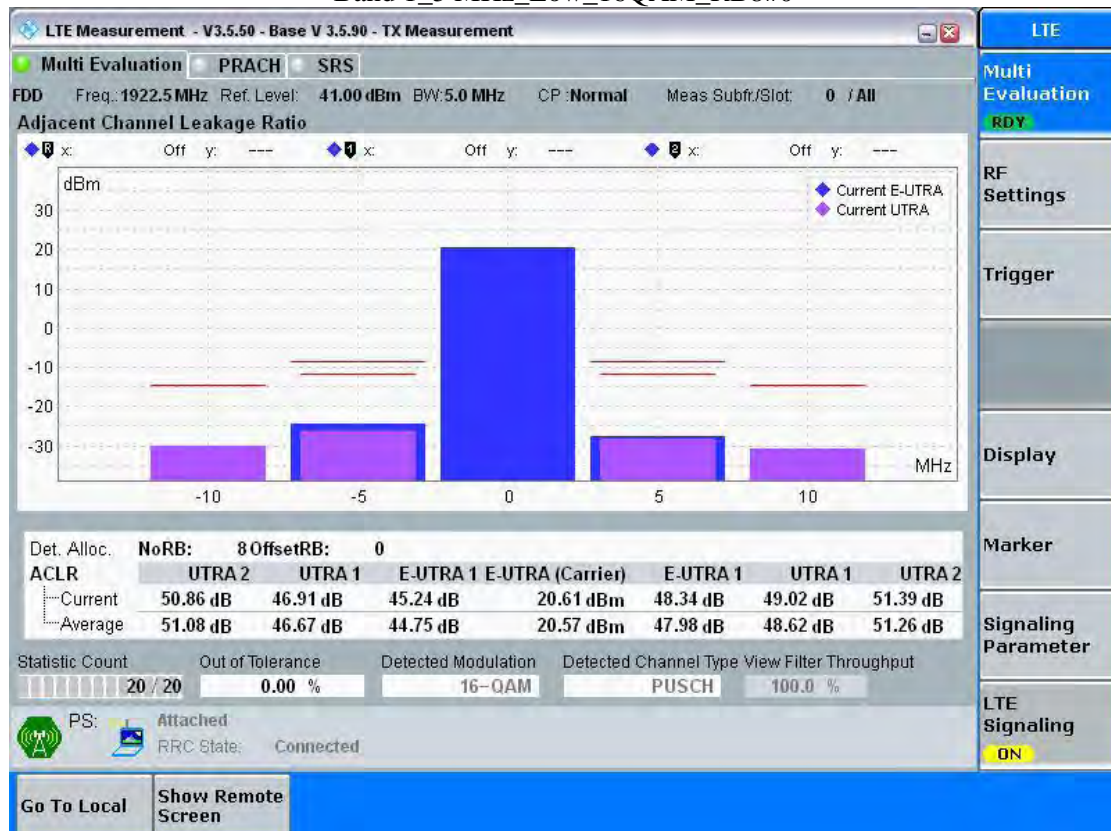 LTE Measurement - V3.5.50 - Base V 3.5.90 - TX Measurement
LTE
Multi Evaluation PRACH SRS
Multi
Evaluation
RDY
FDD Freq.: 1922.5 MHz Ref. Level: 41.00 dBm BW: 5.0 MHz CP : Normal Meas Subfr./Slot: 0 / All
Adjacent Channel Leakage Ratio
R x: Off y: --- 1 x: Off y: --- 2 x: Off y: ---
dBm
Current E-UTRA
Current UTRA
RF
Settings
30
20
10
0
-10
-20
-30
MHz
-10 -5 0 5 10
Trigger
Display
Det. Alloc. NoRB: 8 OffsetRB: 0
ACLR UTRA 2 UTRA 1 E-UTRA 1 E-UTRA (Carrier) E-UTRA 1 UTRA 1 UTRA 2
Current 50.86 dB 46.91 dB 45.24 dB 20.61 dBm 48.34 dB 49.02 dB 51.39 dB
Average 51.08 dB 46.67 dB 44.75 dB 20.57 dBm 47.98 dB 48.62 dB 51.26 dB
Marker
Statistic Count Out of Tolerance Detected Modulation Detected Channel Type View Filter Throughput
20 / 20 0.00 % 16-QAM PUSCH 100.0 %
Signaling
Parameter
PS: Attached
RRC State: Connected
LTE
Signaling
ON
Go To Local
Show Remote
Screen